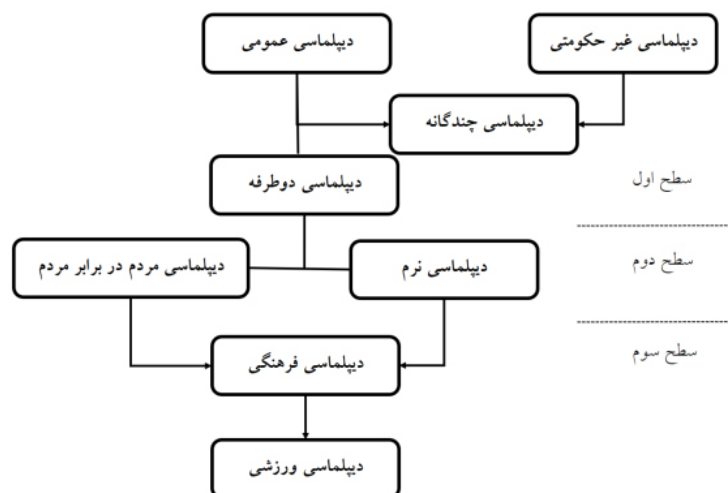 دیپلماسی غیر حکومتی
دیپلماسی عمومی
دیپلماسی چندگانه
دیپلماسی دوطرفه
سطح اول
دیپلماسی نرم
دیپلماسی مردم در برابر مردم
سطح دوم
دیپلماسی فرهنگی
سطح سوم
دیپلماسی ورزشی